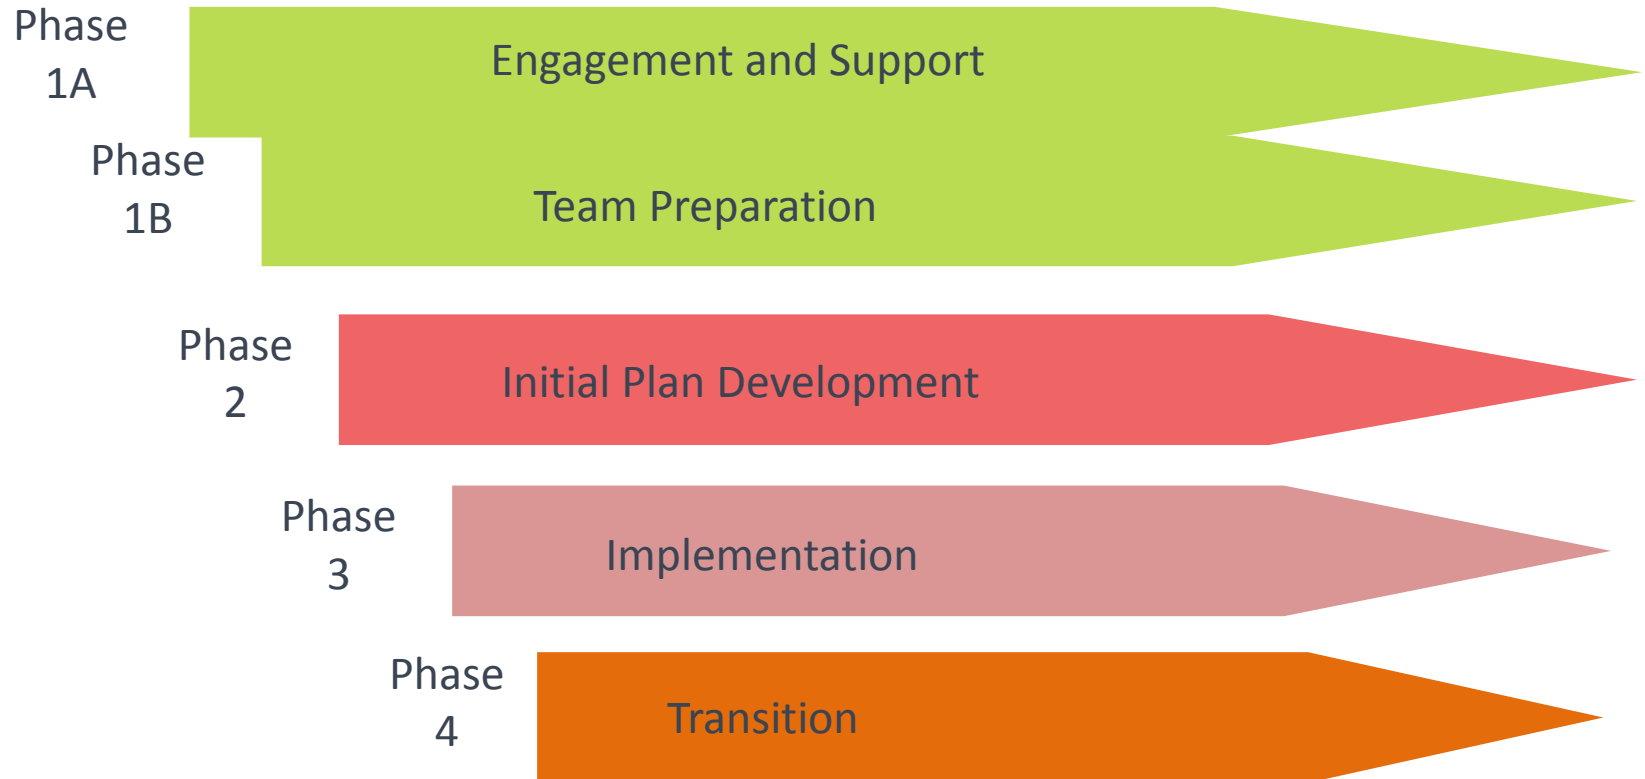 Phase
1A
Engagement and Support
Phase
1B
Team Preparation
Phase
2
Initial Plan Development
Phase
3
Implementation
Phase
4
Transition